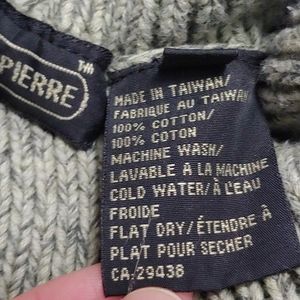 PIERRE TM
MADE IN TAIWAN/
FABRIQUE AU TAIWAN
100% COTTON/
100% COTON
MACHINE WASH/
LAVABLE A LA MACHINE
COLD WATER/A L'EAU
FROIDE
FLAT DRY/ÉTENDRE À
PLAT POUR SECHER
CA-29438